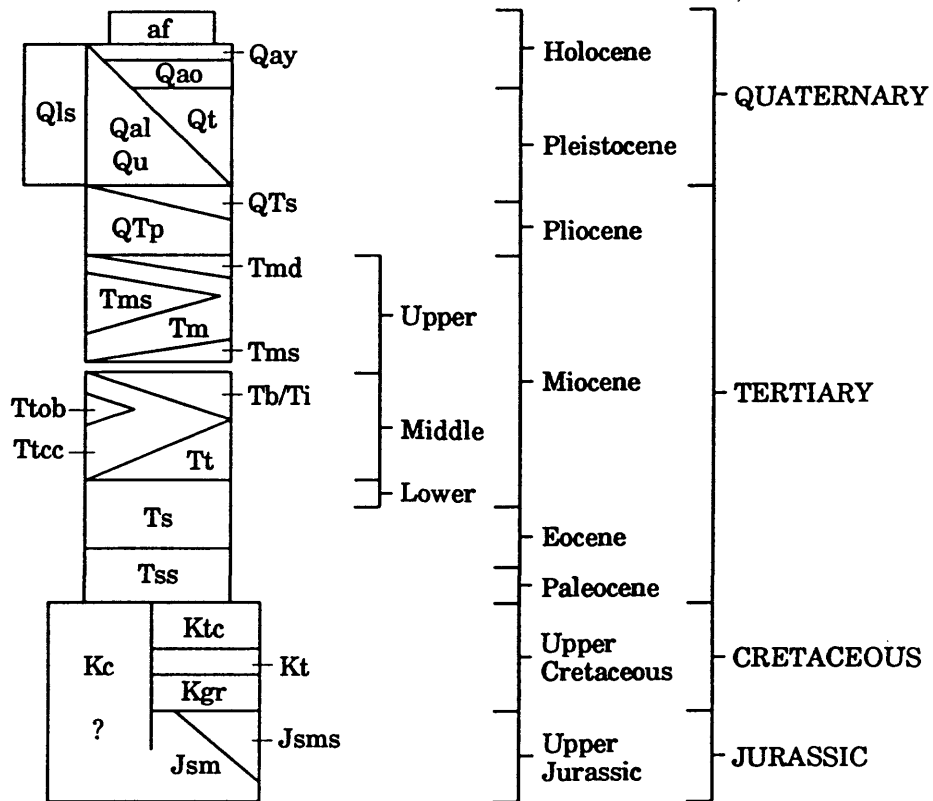 af
Qay
Holocene
Qao
QUATERNARY
Qls
Qt
Qal
Qu
Pleistocene
QTs
QTp
Pliocene
Tmd
Tms
Upper
Tm
Tms
Miocene
Tb/Ti
TERTIARY
Ttob
Middle
Ttcc
Tt
Lower
Ts
Eocene
Tss
Paleocene
Ktc
Upper
Cretaceous
Kc
Kt
CRETACEOUS
Kgr
?
Jsms
Jsm
Upper
Jurassic
JURASSIC